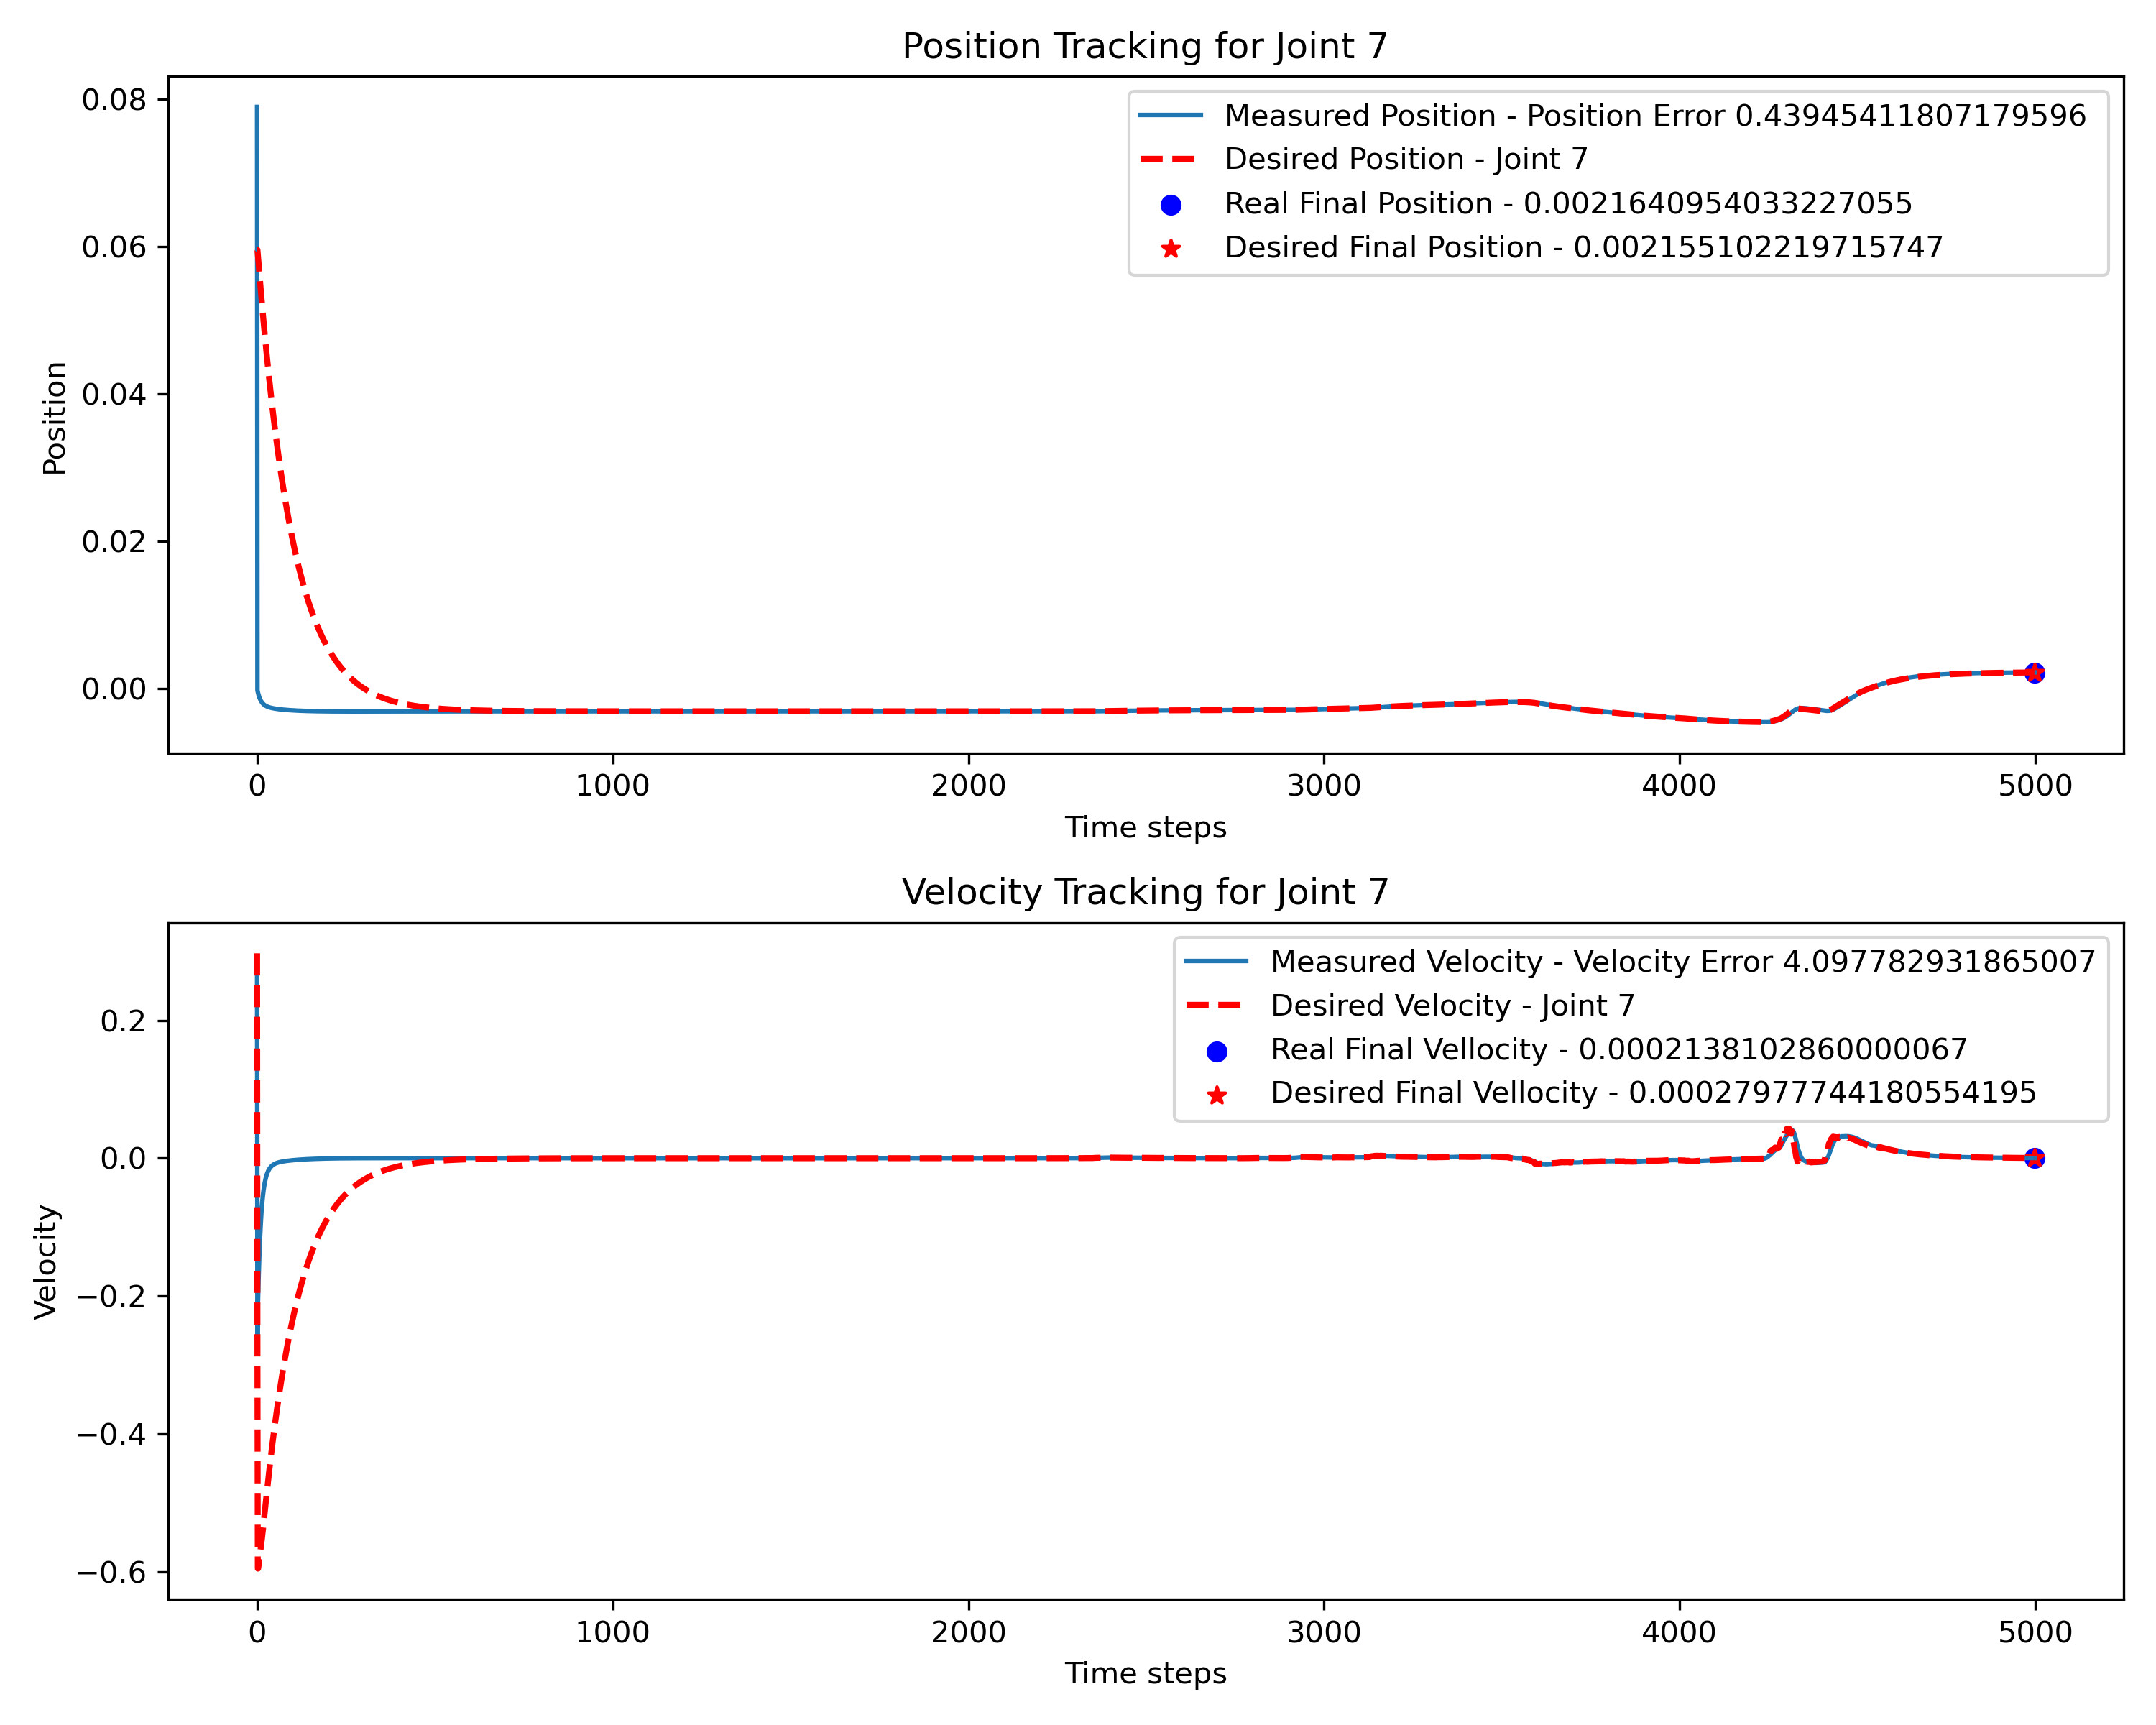 Position Tracking for Joint 7
Measured Position - Position Error 0.43945411807179596
Desired Position - Joint 7
Real Final Position - 0.0021640954033227055
Desired Final Position - 0.002155102219715747
0.08
0.06
0.04
0.02
0.00
Position
0 1000 2000 3000 4000 5000
Time steps
Velocity Tracking for Joint 7
Measured Velocity - Velocity Error 4.097782931865007
Desired Velocity - Joint 7
Real Final Vellocity - 0.0002138102860000067
Desired Final Vellocity - 0.00027977744180554195
0.2
0.0
−0.2
−0.4
−0.6
Velocity
0 1000 2000 3000 4000 5000
Time steps